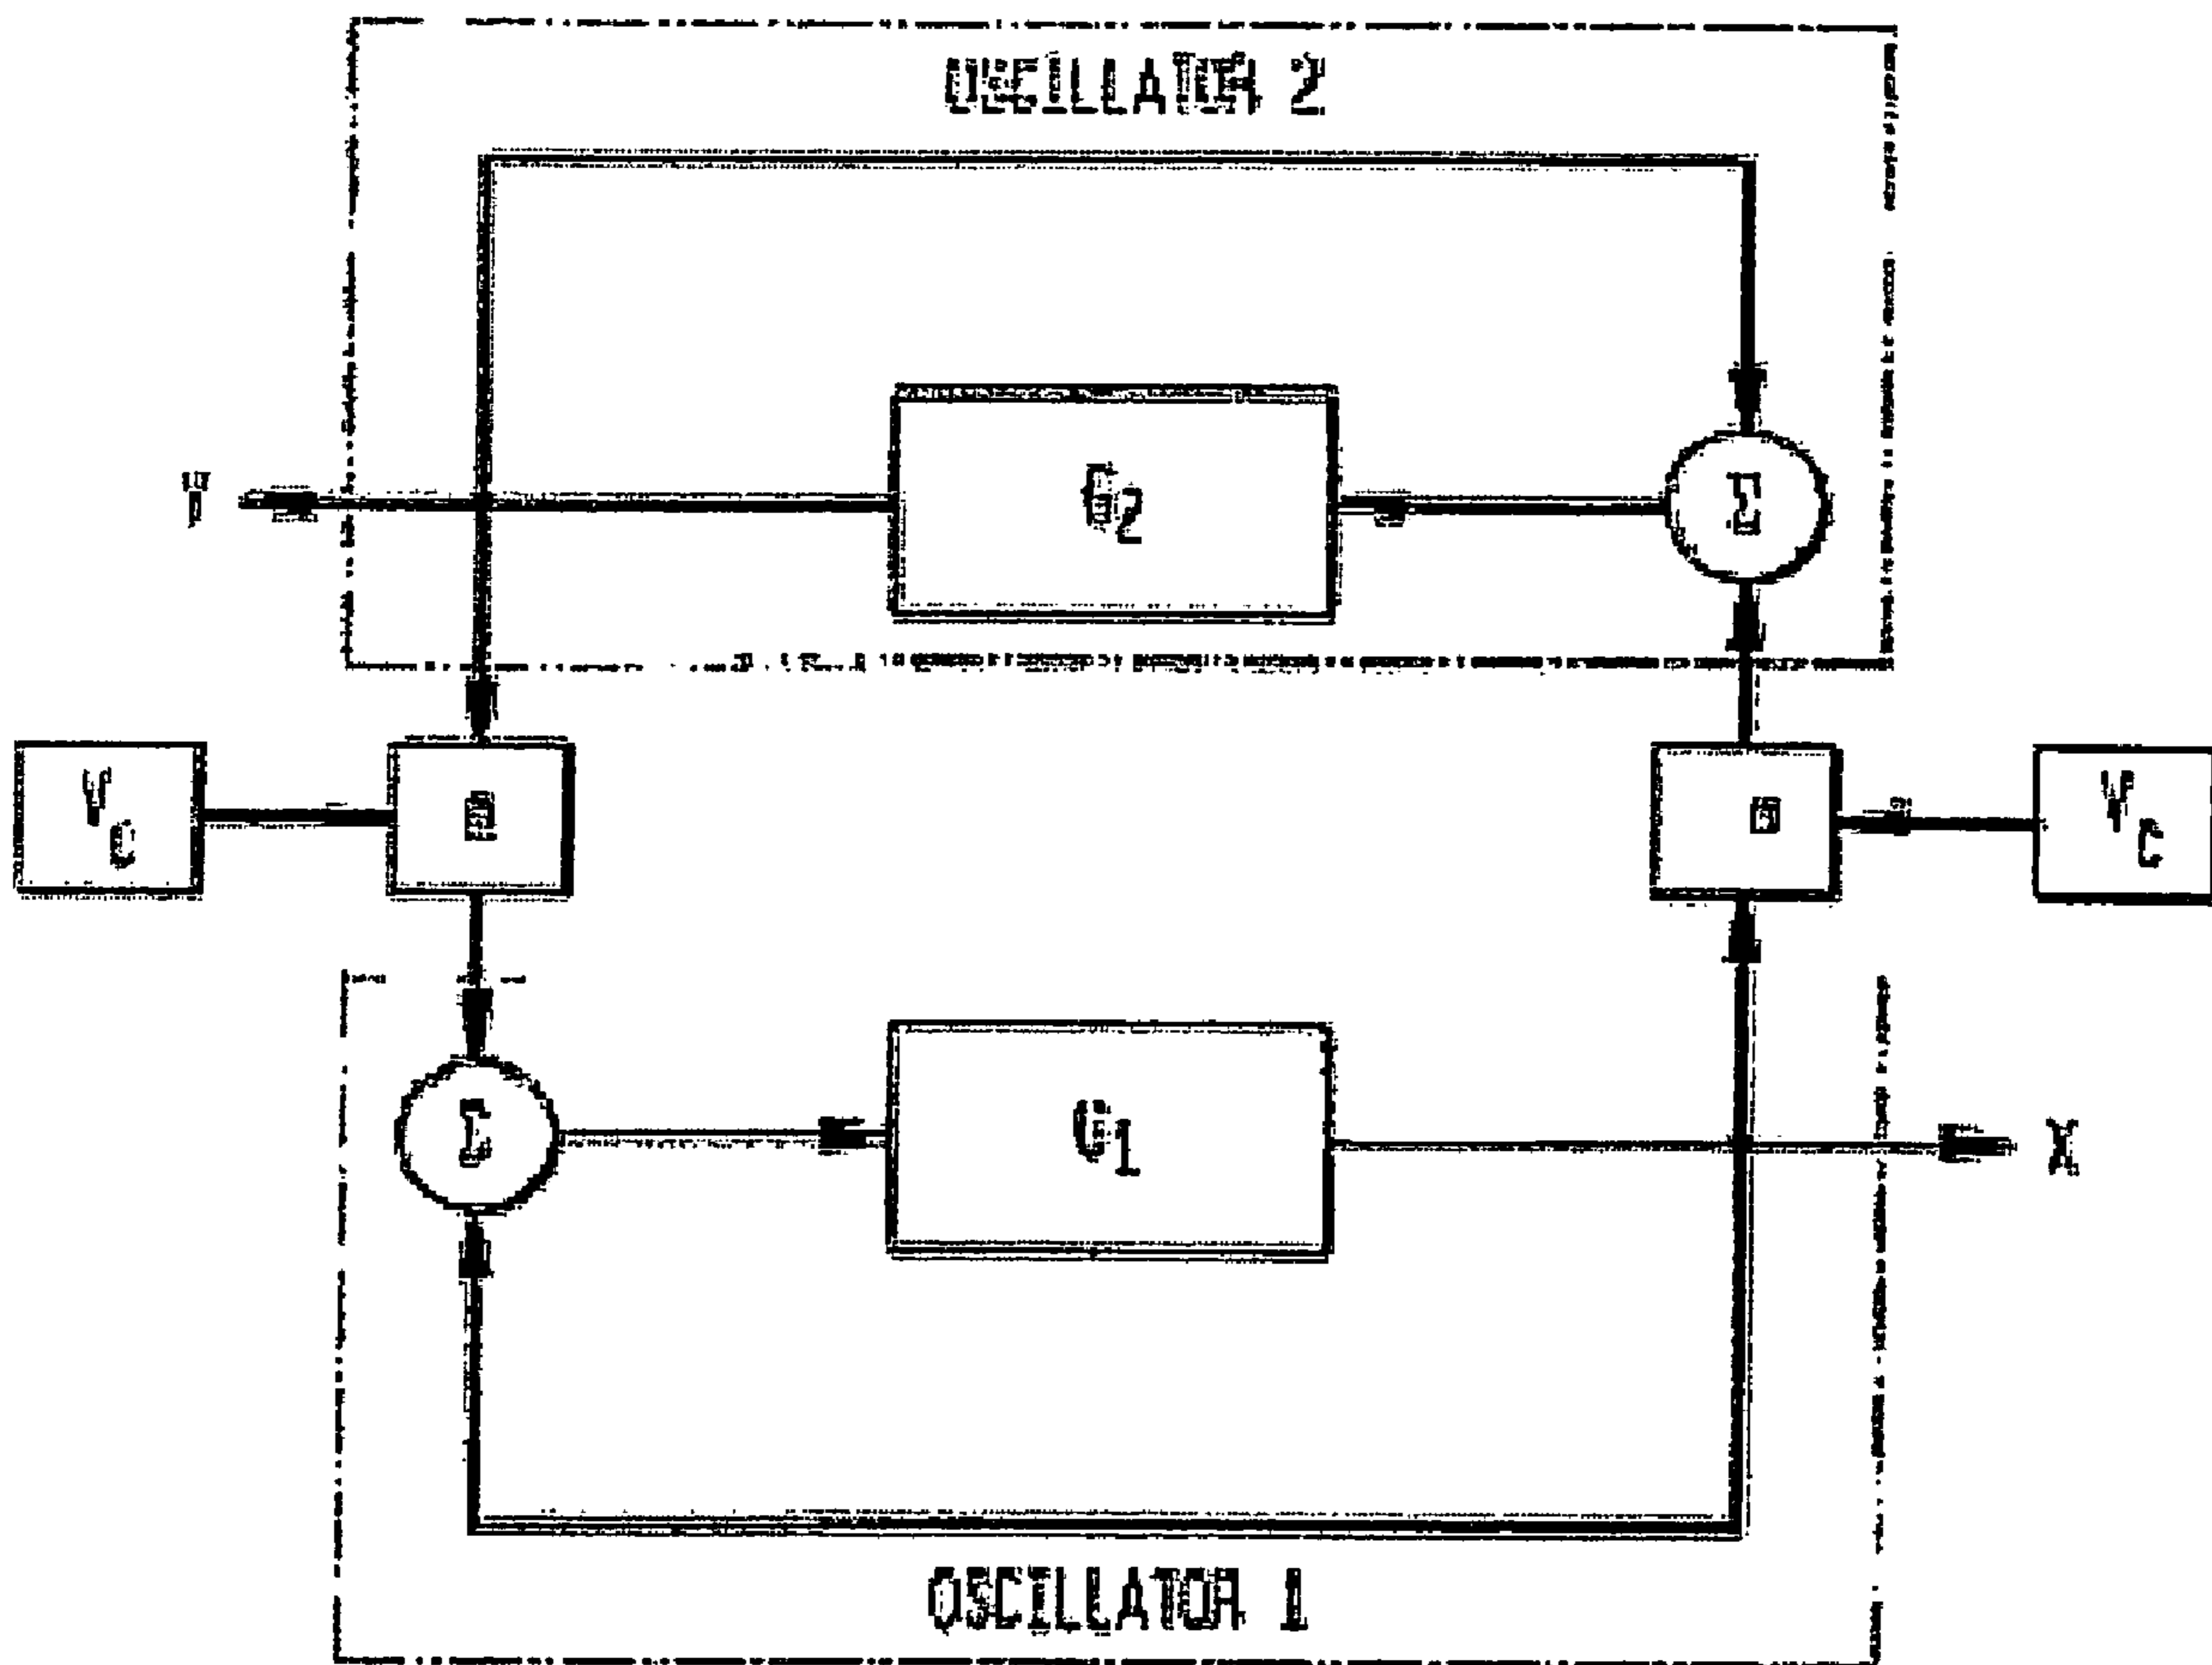 OSCILLATOR 2
Y
G2
Σ
Vc
Vc
Σ
G1
X
OSCILLATOR 1